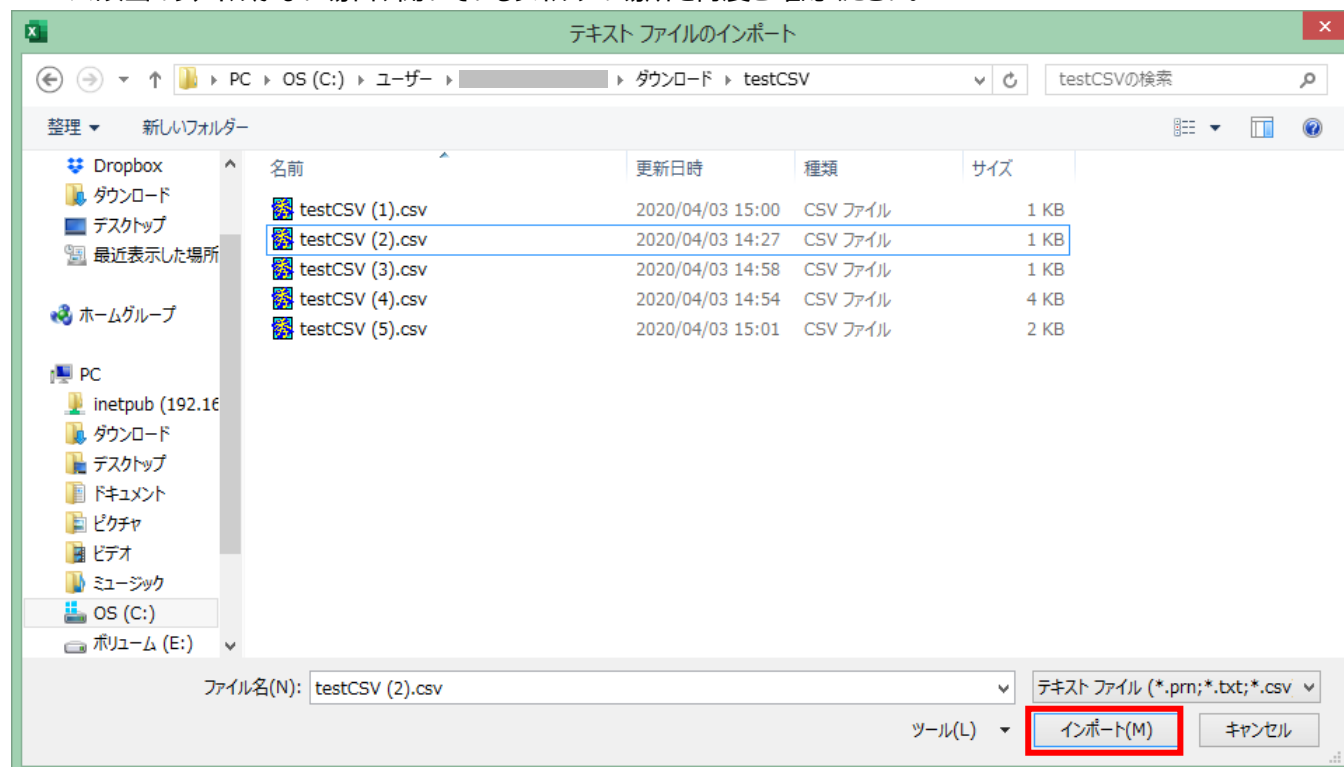 テキスト ファイルのインポート
PC ▸ OS (C:) ▸ ユーザー ▸ ▸ ダウンロード ▸ testCSV
testCSVの検索
整理 新しいフォルダー
Dropbox
ダウンロード
デスクトップ
最近表示した場所
ホームグループ
PC
inetpub (192.16
ダウンロード
デスクトップ
ドキュメント
ピクチャ
ビデオ
ミュージック
OS (C:)
ボリューム (E:)
名前 更新日時 種類 サイズ
testCSV (1).csv 2020/04/03 15:00 CSV ファイル 1 KB
testCSV (2).csv 2020/04/03 14:27 CSV ファイル 1 KB
testCSV (3).csv 2020/04/03 14:58 CSV ファイル 1 KB
testCSV (4).csv 2020/04/03 14:54 CSV ファイル 4 KB
testCSV (5).csv 2020/04/03 15:01 CSV ファイル 2 KB
ファイル名(N): testCSV (2).csv
テキスト ファイル (*.prn;*.txt;*.csv
ツール(L) インポート(M) キャンセル